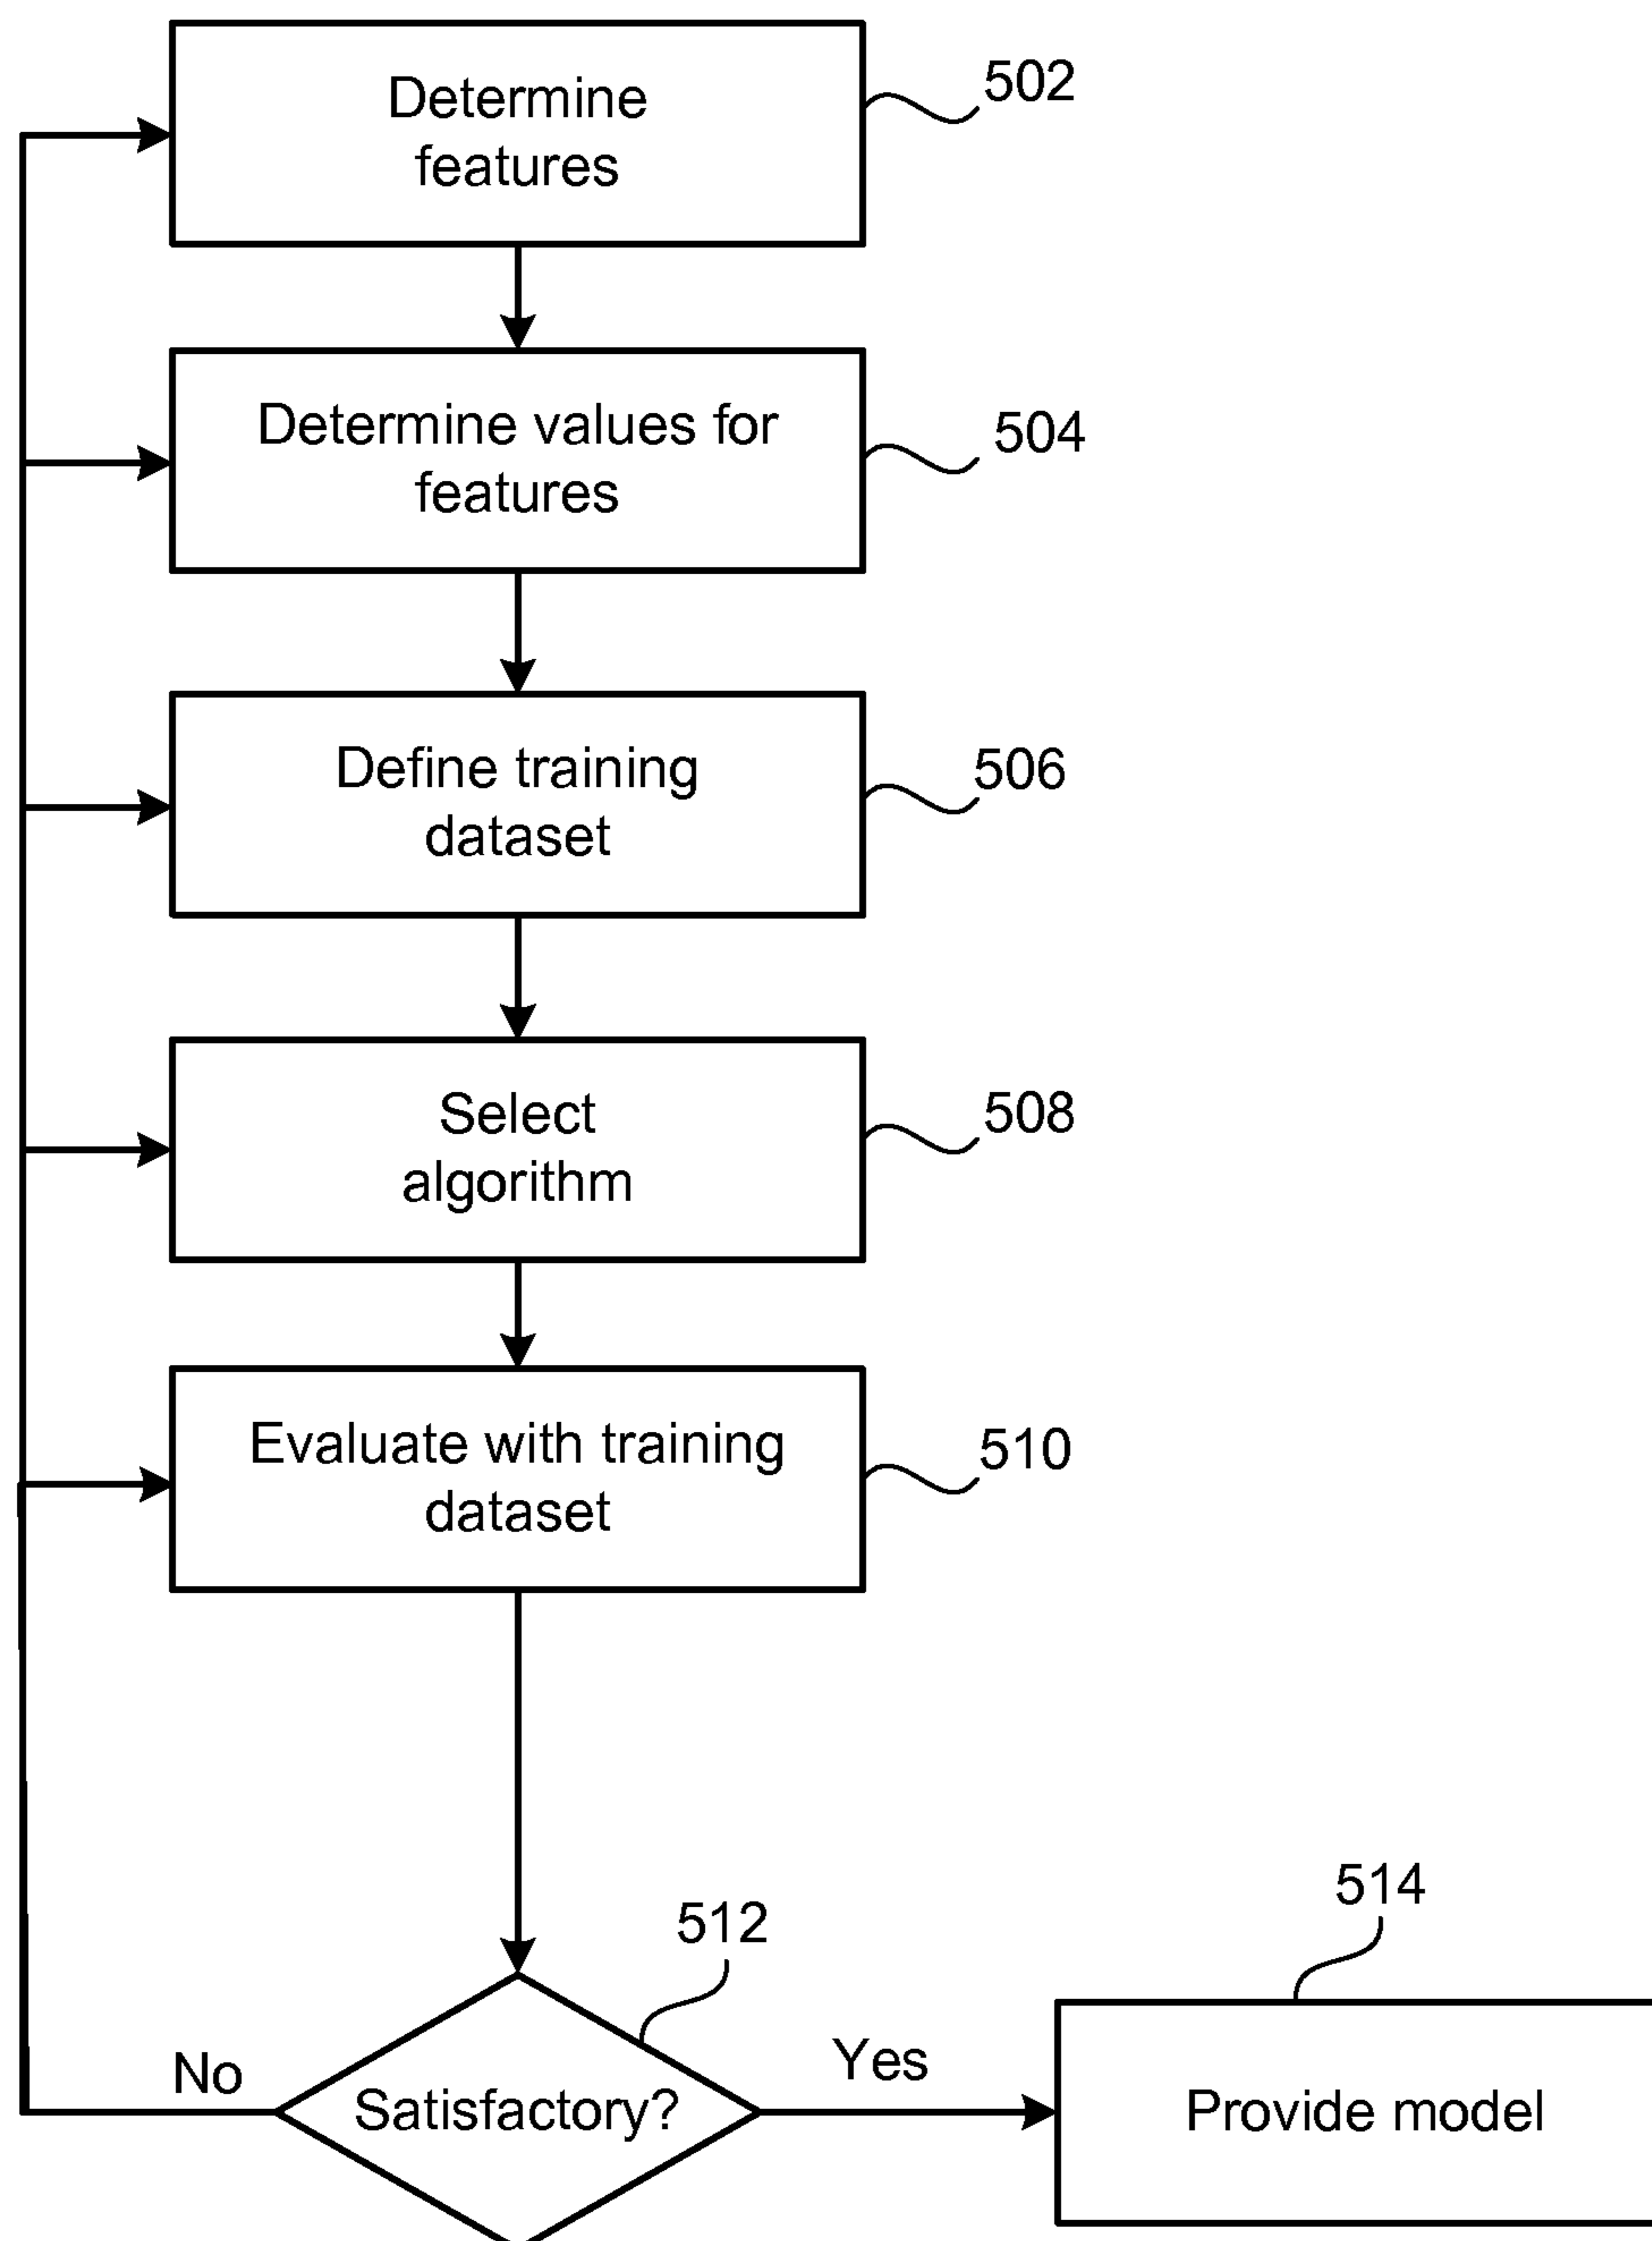 Determine
features
502
Determine values for
features
504
Define training
dataset
506
Select
algorithm
508
Evaluate with training
dataset
510
512
514
No
Satisfactory?
Yes
Provide model